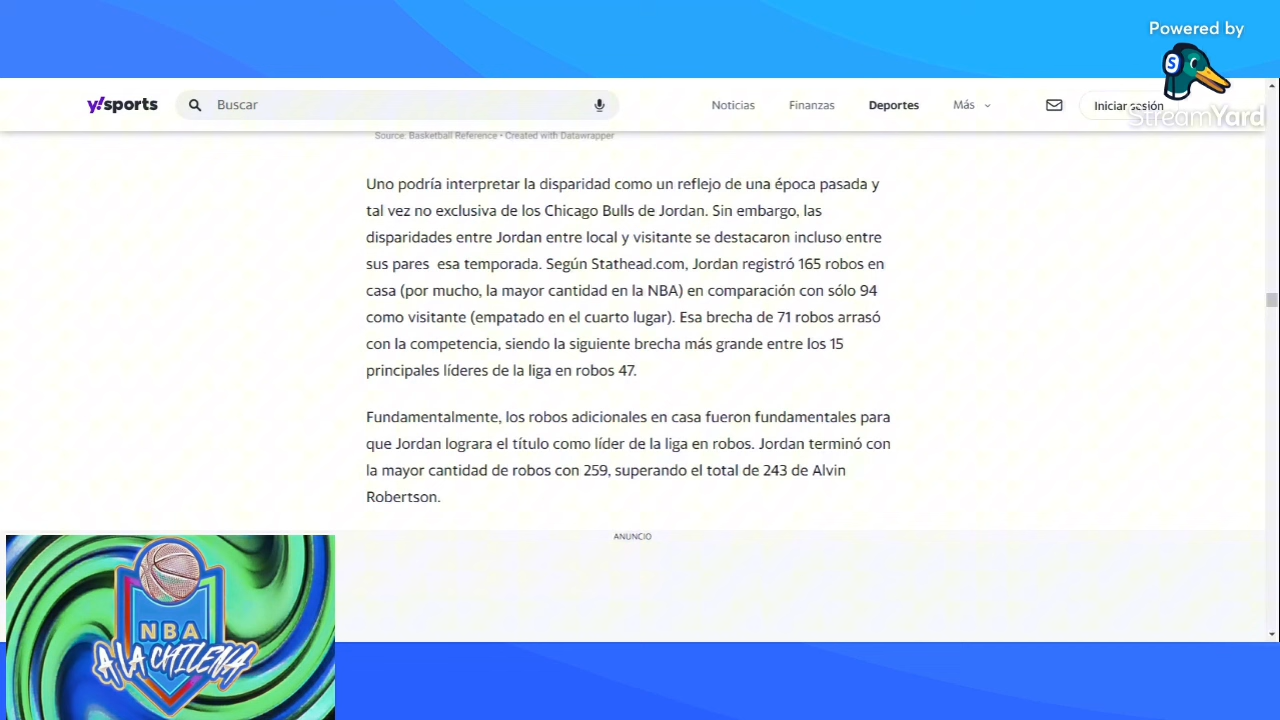 Powered by
S
StreamYard
y!sports
Buscar
Noticias
Finanzas
Deportes
Más
Iniciar sesión
Source: Basketball Reference • Created with Datawrapper
Uno podría interpretar la disparidad como un reflejo de una época pasada y
tal vez no exclusiva de los Chicago Bulls de Jordan. Sin embargo, las
disparidades entre Jordan entre local y visitante se destacaron incluso entre
sus pares esa temporada. Según Stathead.com, Jordan registró 165 robos en
casa (por mucho, la mayor cantidad en la NBA) en comparación con sólo 94
como visitante (empatado en el cuarto lugar). Esa brecha de 71 robos arrasó
con la competencia, siendo la siguiente brecha más grande entre los 15
principales líderes de la liga en robos 47.
Fundamentalmente, los robos adicionales en casa fueron fundamentales para
que Jordan lograra el título como líder de la liga en robos. Jordan terminó con
la mayor cantidad de robos con 259, superando el total de 243 de Alvin
Robertson.
ANUNCIO
NBA
A LA CHILENA